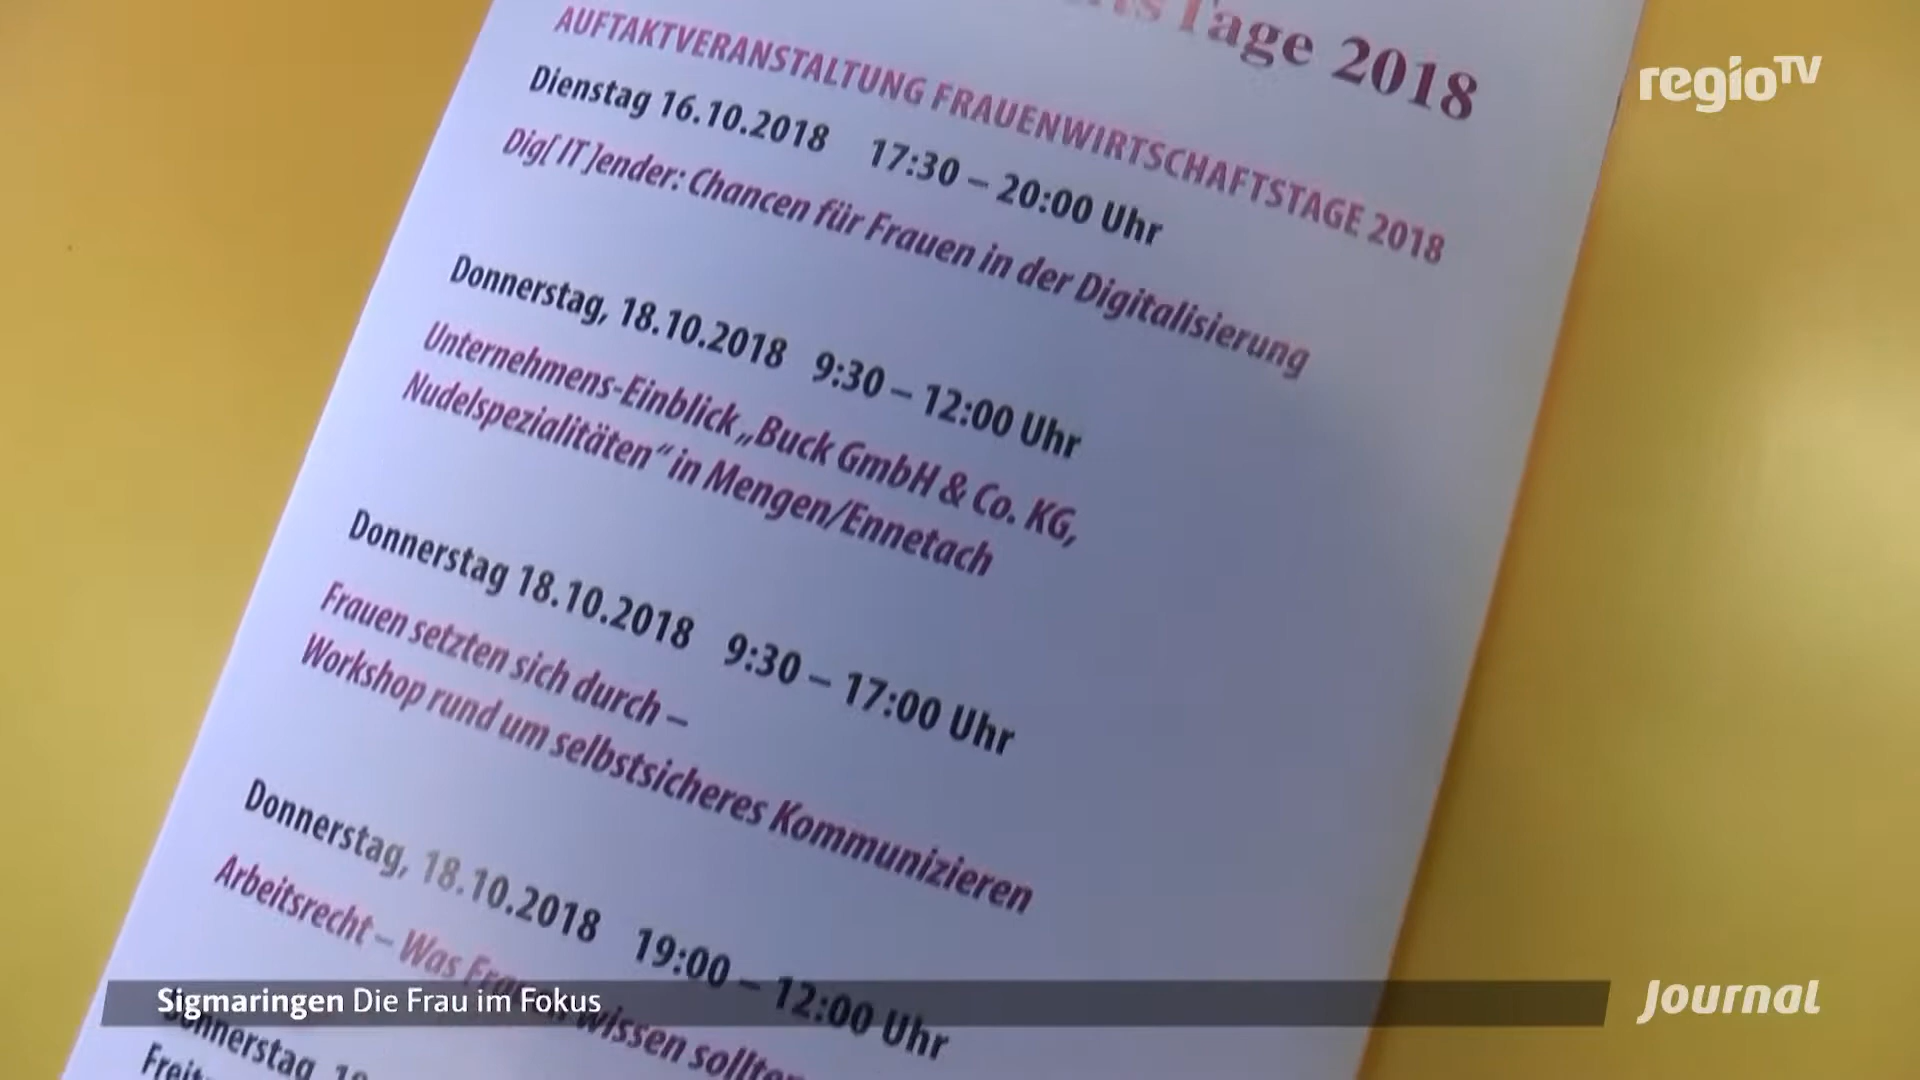 Tage 2018
AUFTAKTVERANSTALTUNG FRAUENWIRTSCHAFTSTAGE 2018
Dienstag 16.10.2018 17:30 – 20:00 Uhr
Dig[ IT ]ender: Chancen für Frauen in der Digitalisierung
Donnerstag, 18.10.2018 9:30 – 12:00 Uhr
Unternehmens-Einblick „Buck GmbH & Co. KG,
Nudelspezialitäten“ in Mengen/Ennetach
Donnerstag 18.10.2018 9:30 – 17:00 Uhr
Frauen setzten sich durch –
Workshop rund um selbstsicheres Kommunizieren
Donnerstag, 18.10.2018 19:00 – 12:00 Uhr
Arbeitsrecht – Was Frauen wissen sollten
Donnerstag
regioTV
Sigmaringen Die Frau im Fokus
Journal